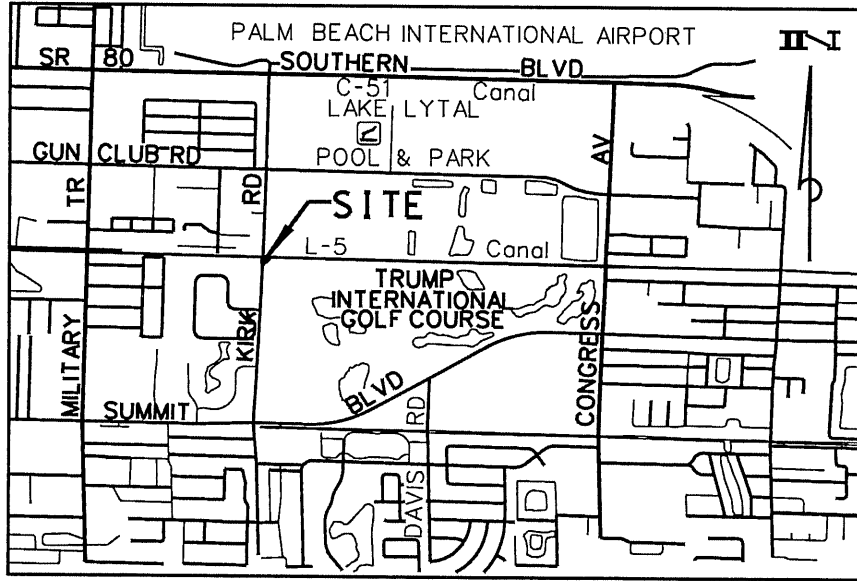 PALM BEACH INTERNATIONAL AIRPORT
SR 80 SOUTHERN BLVD
C-51 Canal
LAKE LYTAL
POOL & PARK
GUN CLUB RD
TR
RD
AV
SITE
L-5 Canal
TRUMP
INTERNATIONAL
GOLF COURSE
MILITARY
KIRK
CONGRESS
SUMMIT
BLVD
DAVIS RD